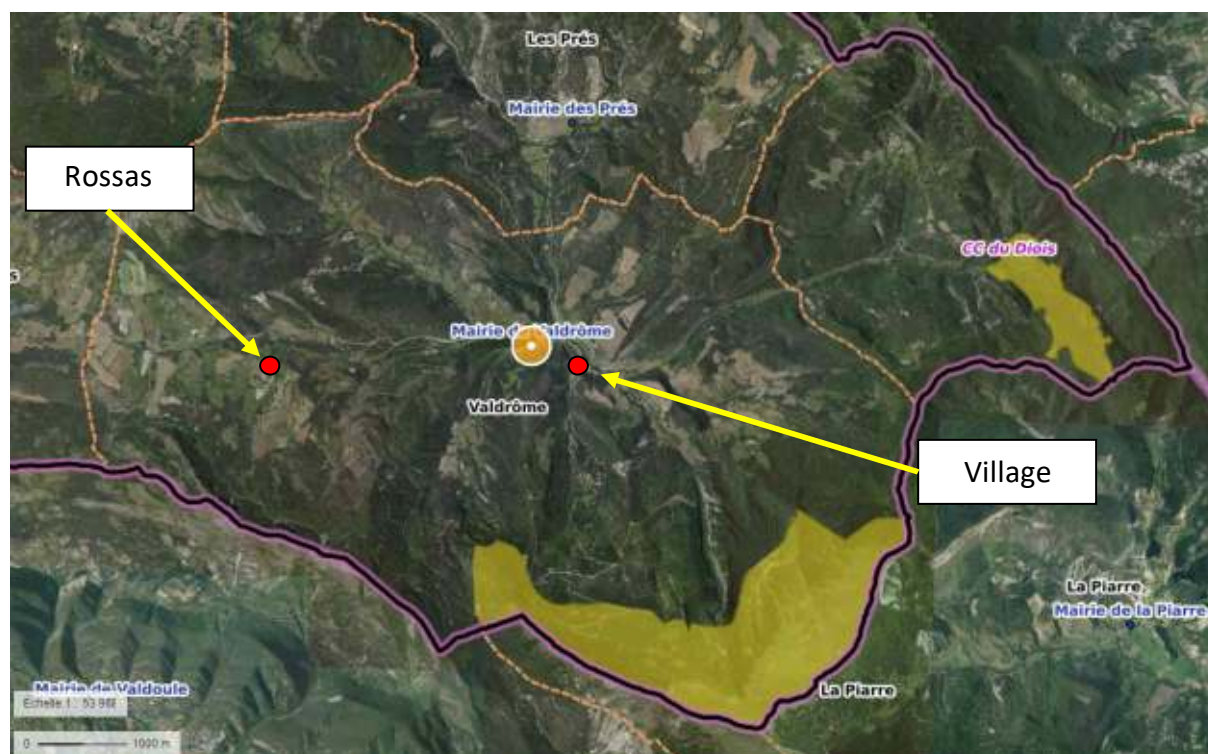 Les Prés
Mairie des Prés
Rossas
CC du Diois
Mairie de Valdrôme
Valdrôme
Village
La Piarre
Mairie de la Piarre
Mairie de Valdoule
La Piarre
0 1000 m